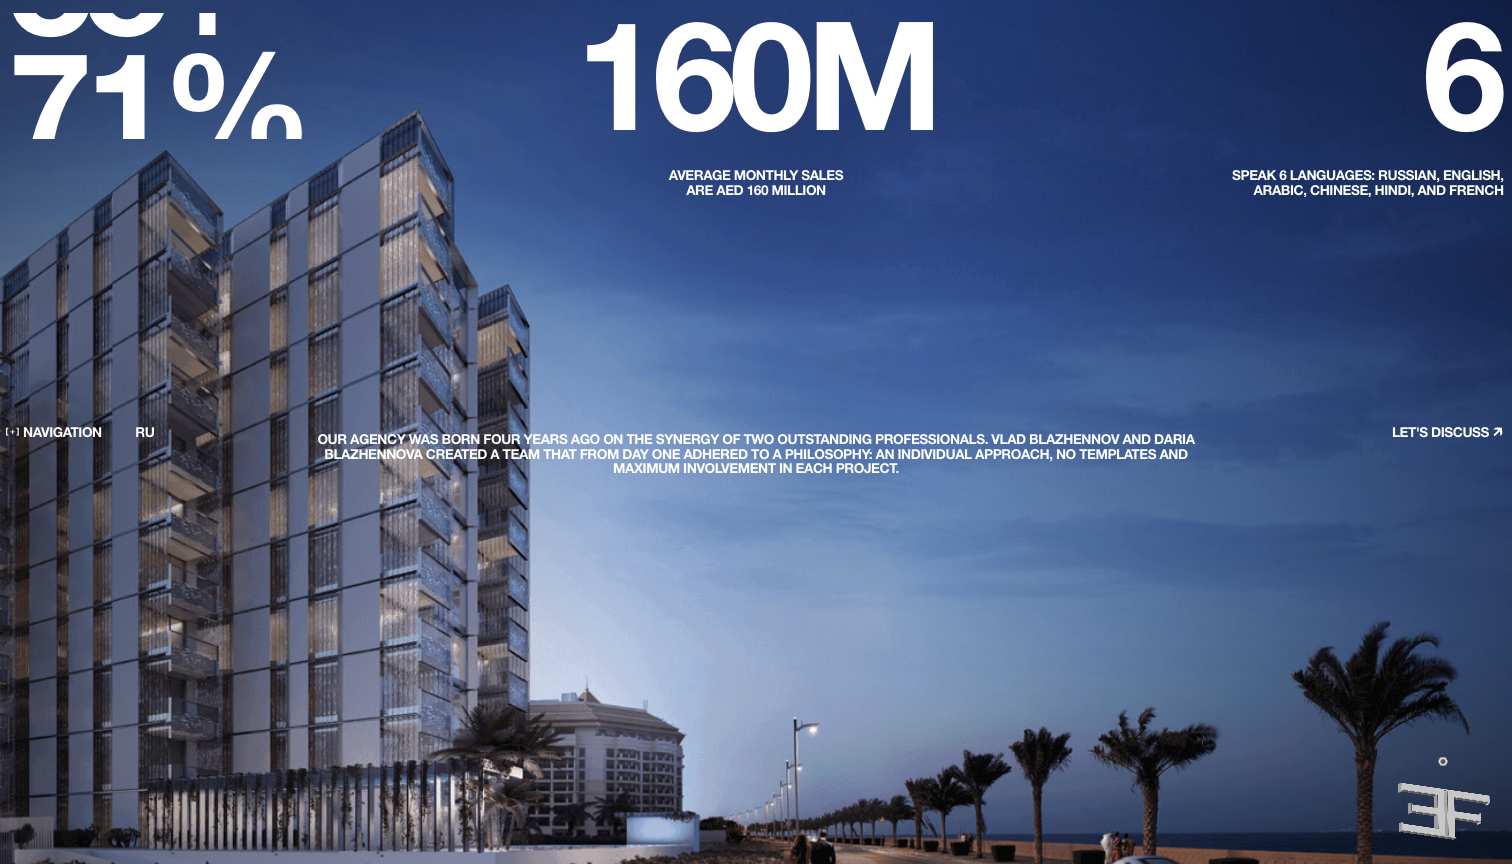 71%
160M
6
AVERAGE MONTHLY SALES
ARE AED 160 MILLION
SPEAK 6 LANGUAGES: RUSSIAN, ENGLISH,
ARABIC, CHINESE, HINDI, AND FRENCH
[+] NAVIGATION
RU
OUR AGENCY WAS BORN FOUR YEARS AGO ON THE SYNERGY OF TWO OUTSTANDING PROFESSIONALS. VLAD BLAZHENNOV AND DARIA
BLAZHENNOVA CREATED A TEAM THAT FROM DAY ONE ADHERED TO A PHILOSOPHY: AN INDIVIDUAL APPROACH, NO TEMPLATES AND
MAXIMUM INVOLVEMENT IN EACH PROJECT.
LET'S DISCUSS